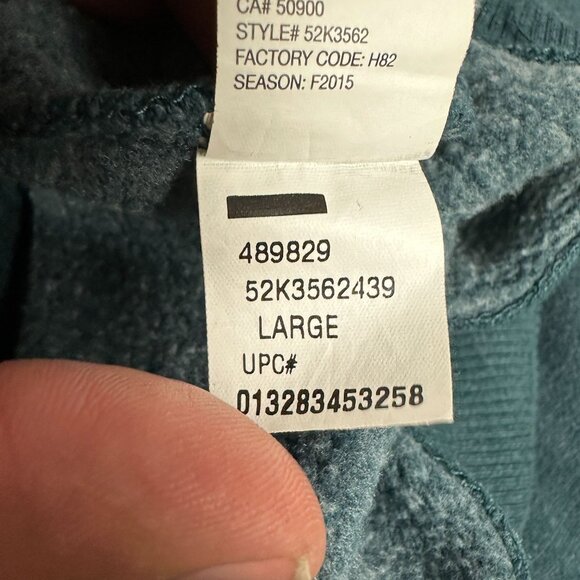 CA# 50900
STYLE# 52K3562
FACTORY CODE: H82
SEASON: F2015
489829
52K3562439
LARGE
UPC#
013283453258